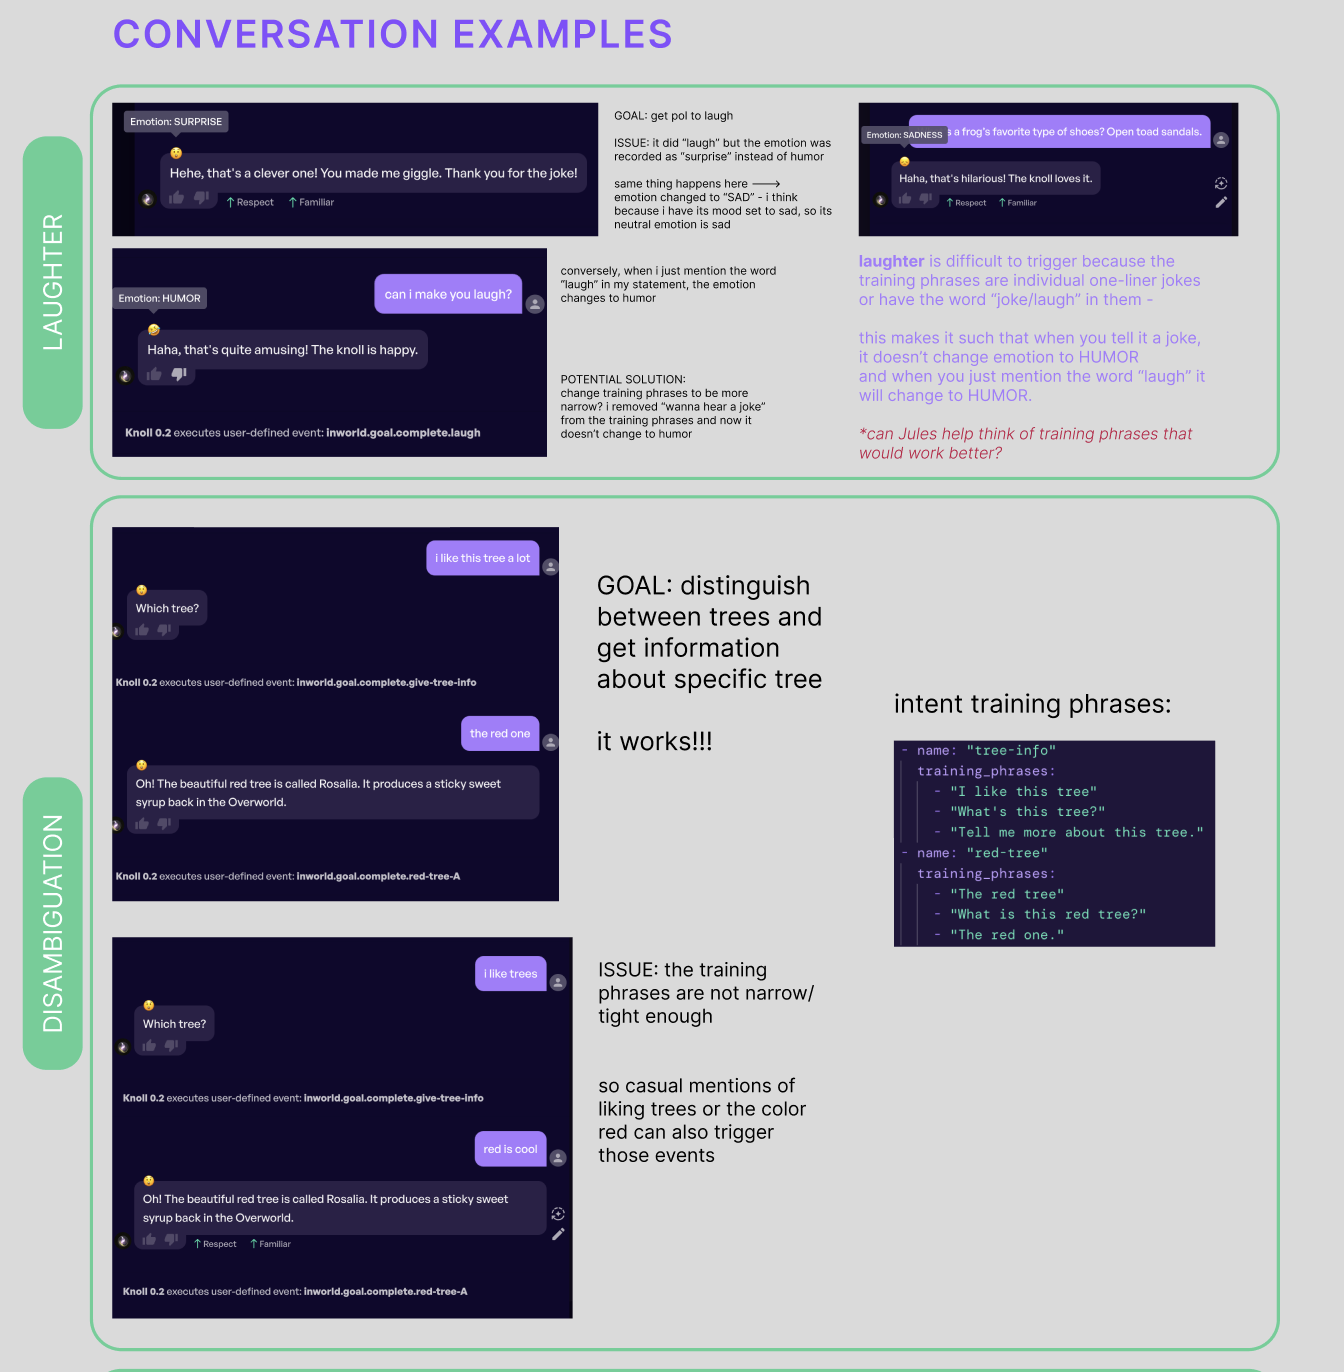 CONVERSATION EXAMPLES
LAUGHTER
Emotion: SURPRISE
Hehe, that's a clever one! You made me giggle. Thank you for the joke!
Respect
Familiar
GOAL: get pol to laugh
ISSUE: it did "laugh" but the emotion was
recorded as "surprise" instead of humor
same thing happens here
emotion changed to "SAD" - i think
because i have its mood set to sad, so its
neutral emotion is sad
s a frog's favorite type of shoes? Open toad sandals.
Emotion: SADNESS
Haha, that's hilarious! The knoll loves it.
Respect
Familiar
can i make you laugh?
Emotion: HUMOR
Haha, that's quite amusing! The knoll is happy.
Knoll 0.2 executes user-defined event: inworld.goal.complete.laugh
conversely, when i just mention the word
"laugh" in my statement, the emotion
changes to humor
POTENTIAL SOLUTION:
change training phrases to be more
narrow? i removed "wanna hear a joke"
from the training phrases and now it
doesn't change to humor
laughter is difficult to trigger because the
training phrases are individual one-liner jokes
or have the word "joke/laugh" in them -
this makes it such that when you tell it a joke,
it doesn't change emotion to HUMOR
and when you just mention the word "laugh" it
will change to HUMOR.
*can Jules help think of training phrases that
would work better?
DISAMBIGUATION
i like this tree a lot
Which tree?
Knoll 0.2 executes user-defined event: inworld.goal.complete.give-tree-info
the red one
Oh! The beautiful red tree is called Rosalia. It produces a sticky sweet
syrup back in the Overworld.
Knoll 0.2 executes user-defined event: inworld.goal.complete.red-tree-A
GOAL: distinguish
between trees and
get information
about specific tree
it works!!!
intent training phrases:
- name: "tree-info"
training_phrases:
- "I like this tree"
- "What's this tree?"
- "Tell me more about this tree."
- name: "red-tree"
training_phrases:
- "The red tree"
- "What is this red tree?"
- "The red one."
i like trees
Which tree?
Knoll 0.2 executes user-defined event: inworld.goal.complete.give-tree-info
red is cool
Oh! The beautiful red tree is called Rosalia. It produces a sticky sweet
syrup back in the Overworld.
Respect
Familiar
Knoll 0.2 executes user-defined event: inworld.goal.complete.red-tree-A
ISSUE: the training
phrases are not narrow/
tight enough
so casual mentions of
liking trees or the color
red can also trigger
those events